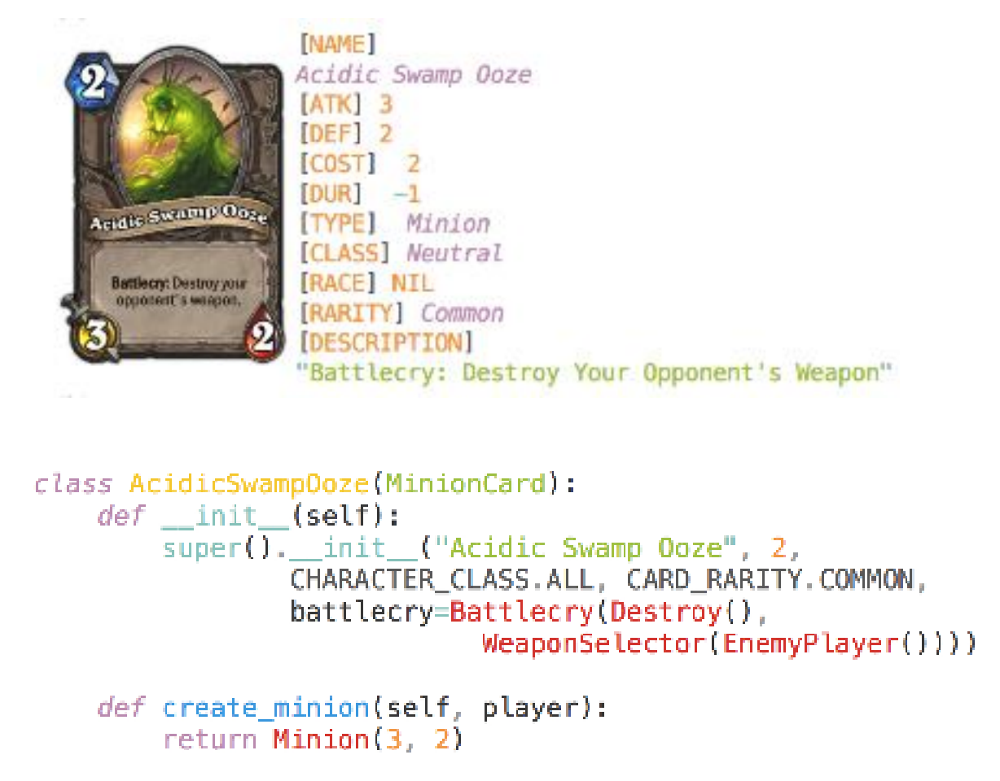 2
Acidic Swamp Ooze
Battlecry: Destroy your
opponent's weapon.
3
2
[NAME]
Acidic Swamp Ooze
[ATK] 3
[DEF] 2
[COST] 2
[DUR] -1
[TYPE] Minion
[CLASS] Neutral
[RACE] NIL
[RARITY] Common
[DESCRIPTION]
"Battlecry: Destroy Your Opponent's Weapon"
class AcidicSwampOoze(MinionCard):
    def __init__(self):
        super().__init__("Acidic Swamp Ooze", 2,
                CHARACTER_CLASS.ALL, CARD_RARITY.COMMON,
                battlecry=Battlecry(Destroy(),
                            WeaponSelector(EnemyPlayer())))
    def create_minion(self, player):
        return Minion(3, 2)